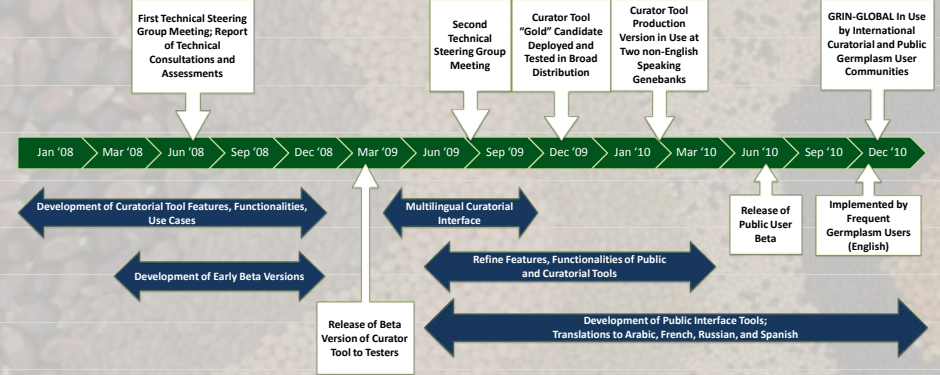 First Technical Steering
Group Meeting; Report
of Technical
Consultations and
Assessments
Second
Technical
Steering Group
Meeting
Curator Tool
“Gold” Candidate
Deployed and
Tested in Broad
Distribution
Curator Tool
Production
Version in Use at
Two non-English
Speaking
Genebanks
GRIN-GLOBAL In Use
by International
Curatorial and Public
Germplasm User
Communities
Jan ‘08
Mar ‘08
Jun ‘08
Sep ‘08
Dec ‘08
Mar ‘09
Jun ‘09
Sep ‘09
Dec ‘09
Jan ‘10
Mar ‘10
Jun ‘10
Sep ‘10
Dec ‘10
Development of Curatorial Tool Features, Functionalities,
Use Cases
Multilingual Curatorial
Interface
Release of
Public User
Beta
Implemented by
Frequent
Germplasm Users
(English)
Development of Early Beta Versions
Refine Features, Functionalities of Public
and Curatorial Tools
Release of Beta
Version of Curator
Tool to Testers
Development of Public Interface Tools;
Translations to Arabic, French, Russian, and Spanish